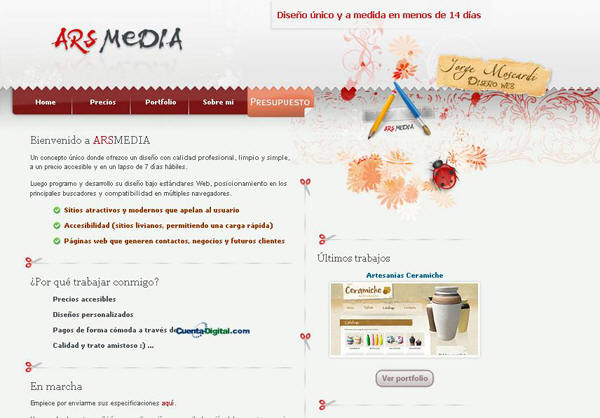 Diseño único y a medida en menos de 14 días
ARS MEDIA
Jorge Moscardi
Diseño web
Home
Precios
Portfolio
Sobre mi
Presupuesto
ARSMEDIA
Bienvenido a ARSMEDIA
Un concepto único donde ofrezco un diseño con calidad profesional, limpio y simple,
a un precio accesible y en un lapso de 7 días hábiles.
Luego programo y desarrollo su diseño bajo estándares Web, posicionamiento en los
principales buscadores y compatibilidad en múltiples navegadores.
Sitios atractivos y modernos que apelan al usuario
Accesibilidad (sitios livianos, permitiendo una carga rápida)
Páginas web que generen contactos, negocios y futuros clientes
¿Por qué trabajar conmigo?
Precios accesibles
Diseños personalizados
Pagos de forma cómoda a través de CuentaDigital.com
Calidad y trato amistoso :) ...
En marcha
Empiece por enviarme sus especificaciones aquí.
Últimos trabajos
Artesanías Ceramiche
Ceramiche
Ver portfolio